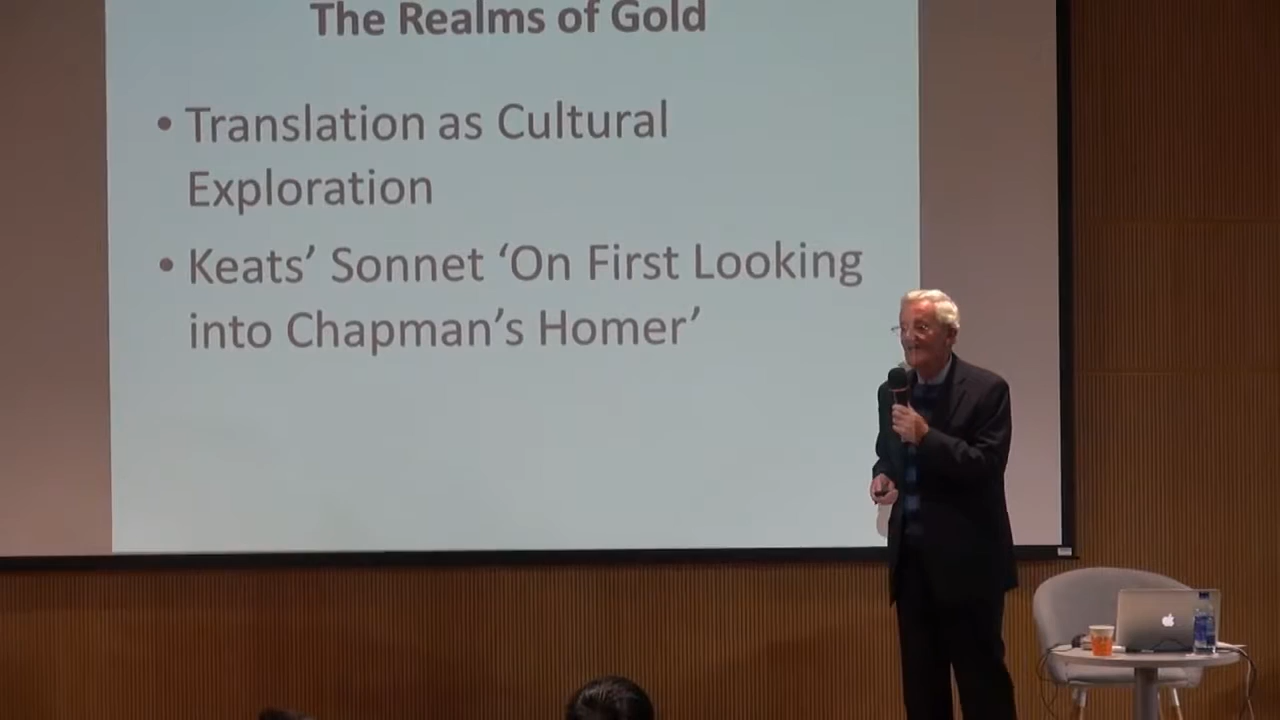 The Realms of Gold
• Translation as Cultural
Exploration
• Keats’ Sonnet ‘On First Looking
into Chapman’s Homer’